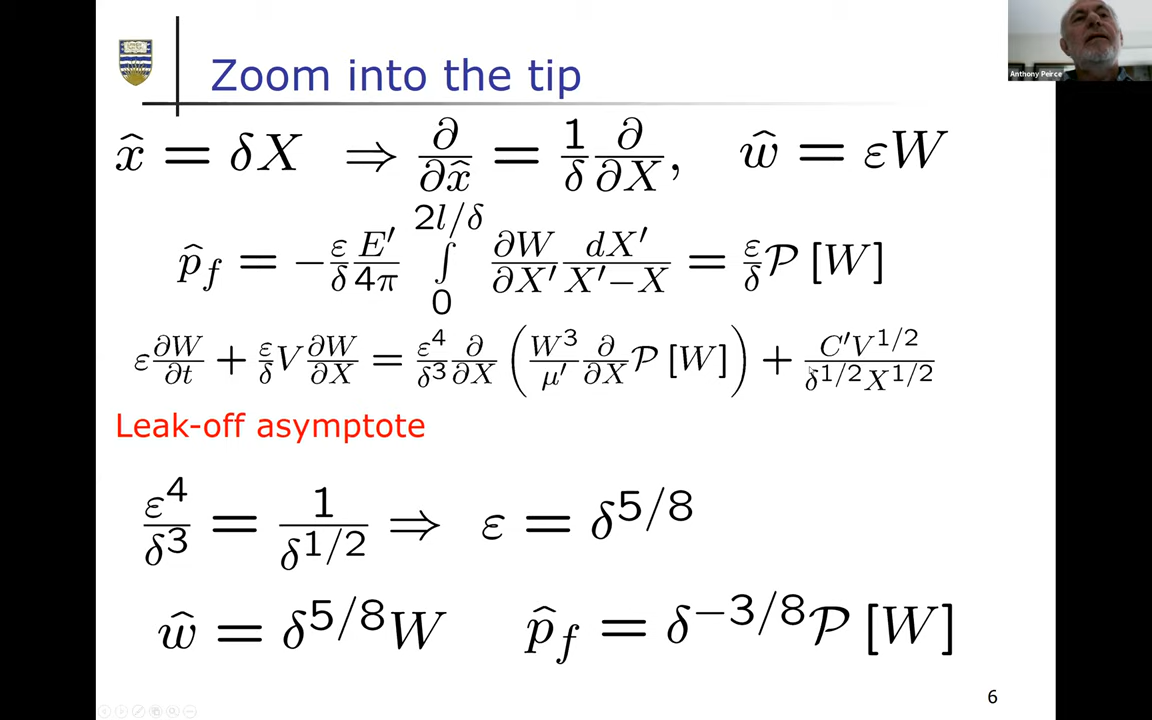 Zoom into the tip
Anthony Peirce
x̂ = δX ⇒ ∂/∂x̂ = 1/δ ∂/∂X, ŵ = εW
p̂_f = −ε/δ E′/4π ∫_0^{2l/δ} ∂W/∂X′ dX′/(X′−X) = ε/δ 𝒫[W]
ε ∂W/∂t + ε/δ V ∂W/∂X = ε⁴/δ³ ∂/∂X (W³/μ′ ∂/∂X 𝒫[W]) + C′V^{1/2}/(δ^{1/2}X^{1/2})
Leak-off asymptote
ε⁴/δ³ = 1/δ^{1/2} ⇒ ε = δ^{5/8}
ŵ = δ^{5/8}W p̂_f = δ^{−3/8}𝒫[W]
6